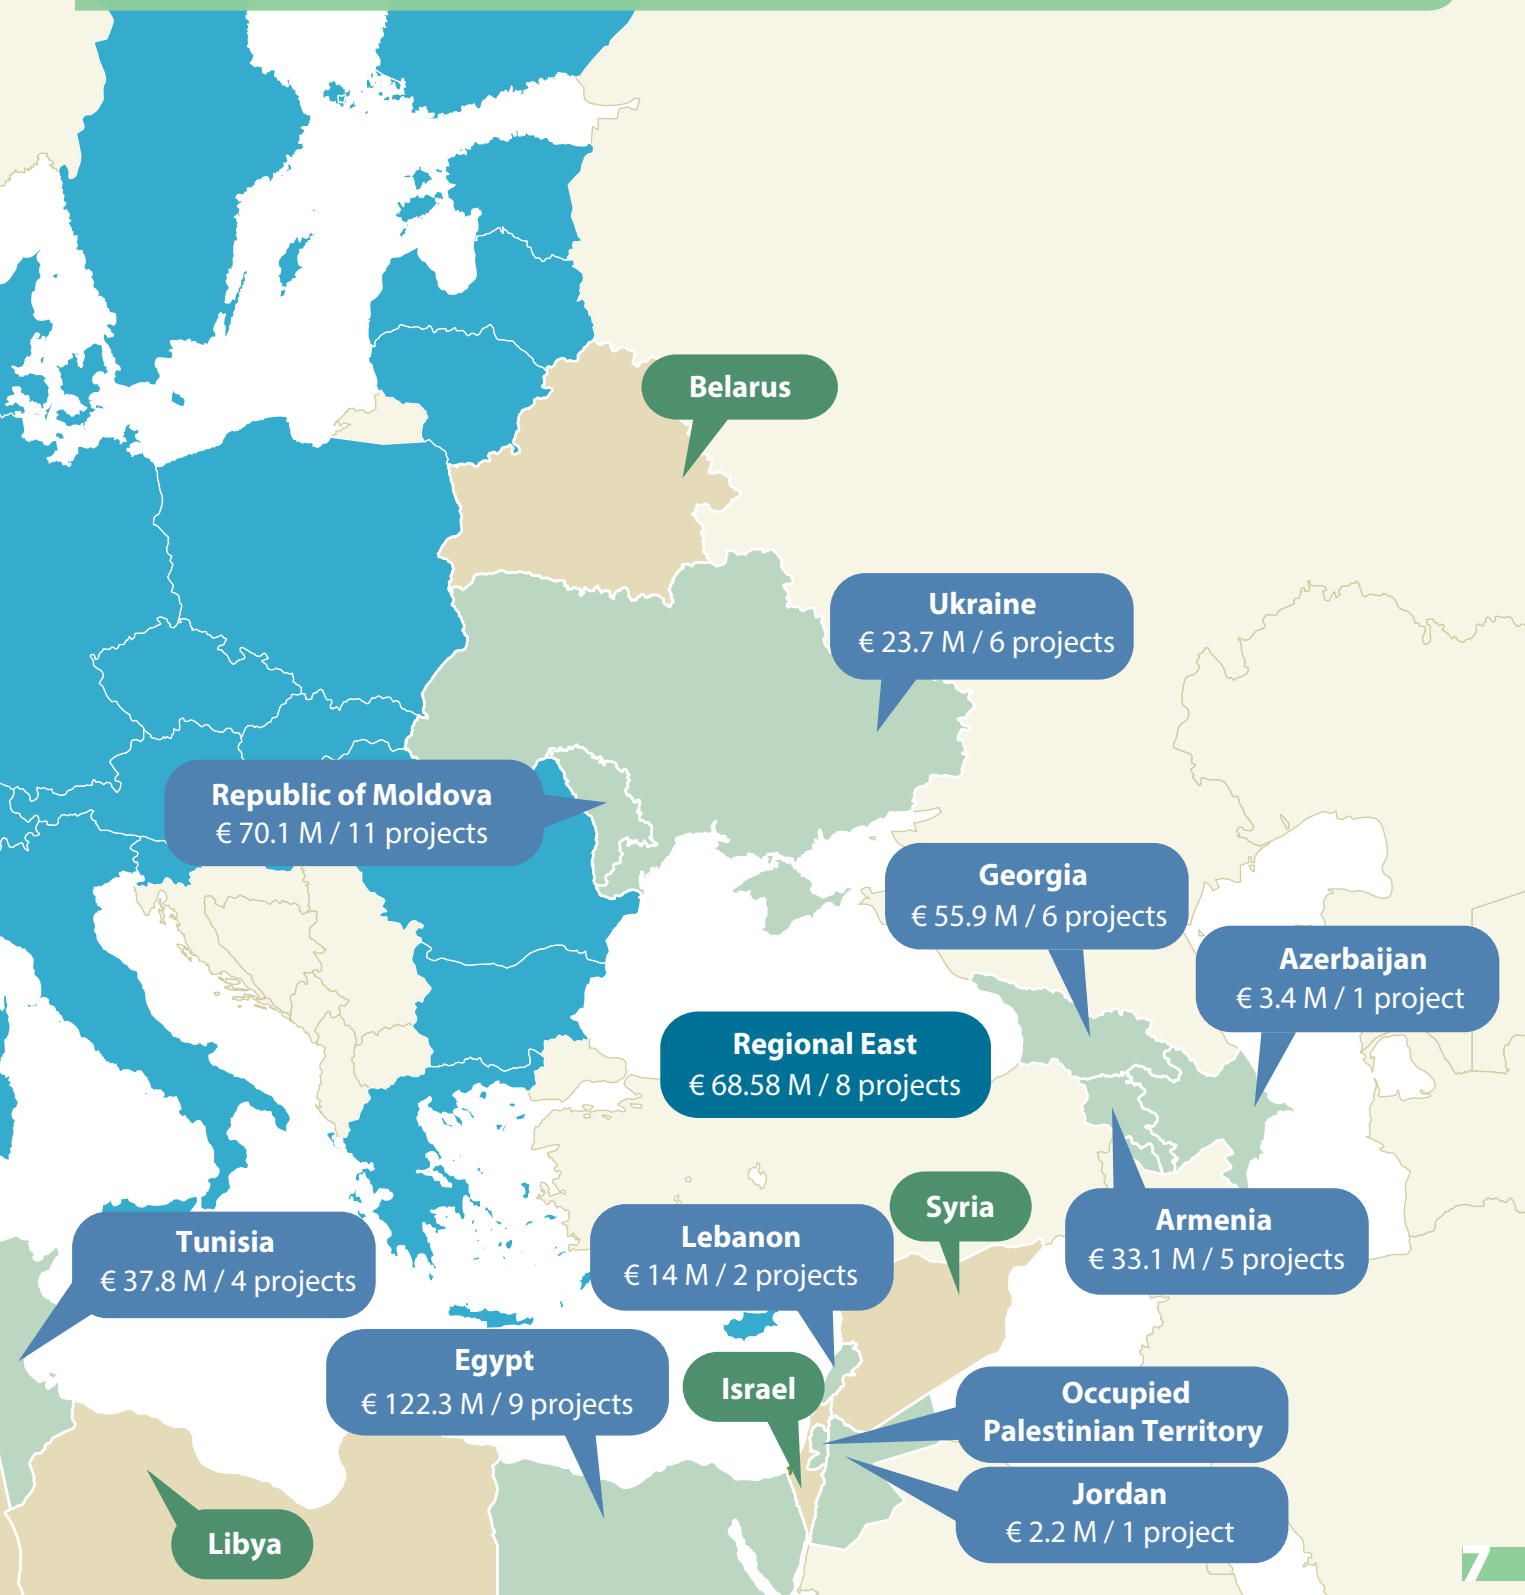 Belarus
Ukraine
€ 23.7 M / 6 projects
Republic of Moldova
€ 70.1 M / 11 projects
Georgia
€ 55.9 M / 6 projects
Azerbaijan
€ 3.4 M / 1 project
Regional East
€ 68.58 M / 8 projects
Syria
Armenia
€ 33.1 M / 5 projects
Lebanon
€ 14 M / 2 projects
Tunisia
€ 37.8 M / 4 projects
Egypt
€ 122.3 M / 9 projects
Israel
Occupied
Palestinian Territory
Jordan
€ 2.2 M / 1 project
Libya
7